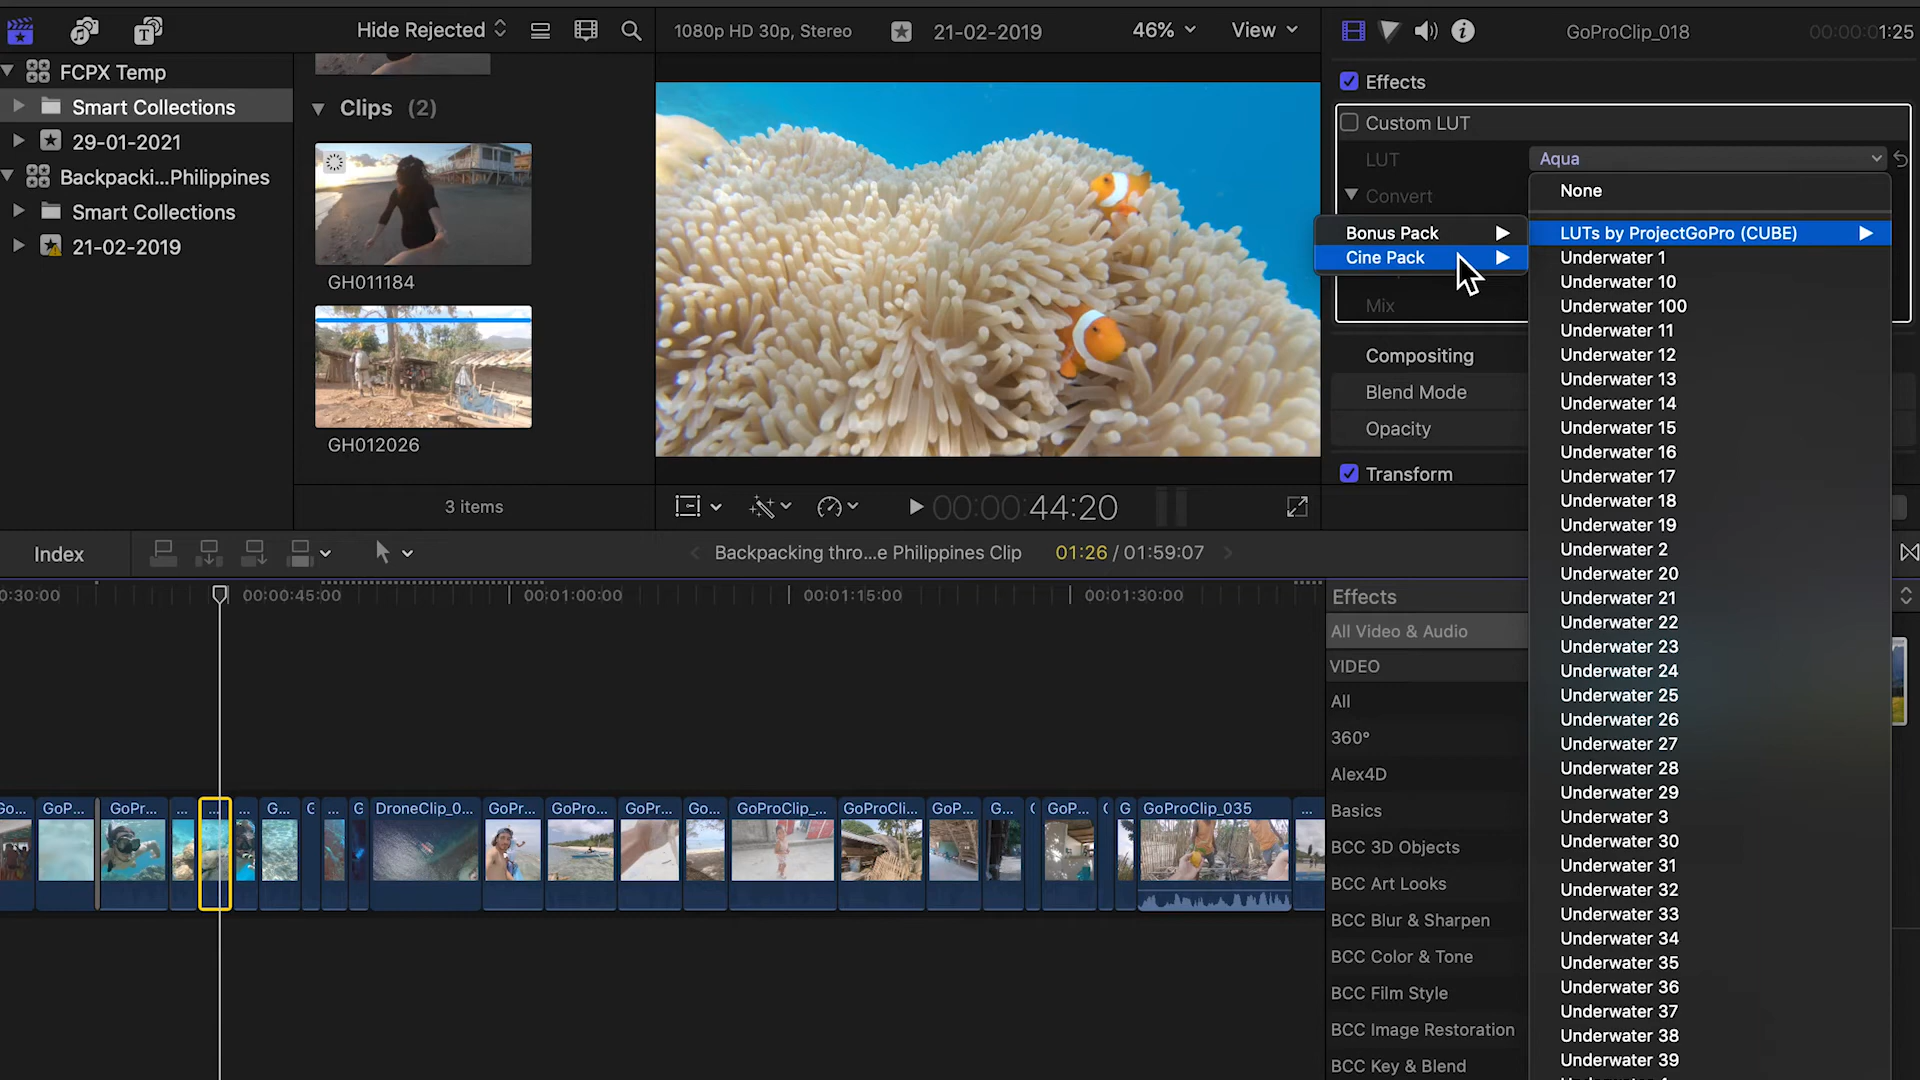 Hide Rejected
1080p HD 30p, Stereo
21-02-2019
46%
View
GoProClip_018
00:00:01:25
FCPX Temp
Smart Collections
29-01-2021
Backpacki...Philippines
Smart Collections
21-02-2019
Clips (2)
GH011184
GH012026
3 items
00:00:44:20
Effects
Custom LUT
LUT
Aqua
Convert
Mix
Compositing
Blend Mode
Opacity
Transform
Bonus Pack
Cine Pack
None
LUTs by ProjectGoPro (CUBE)
Underwater 1
Underwater 10
Underwater 100
Underwater 11
Underwater 12
Underwater 13
Underwater 14
Underwater 15
Underwater 16
Underwater 17
Underwater 18
Underwater 19
Underwater 2
Underwater 20
Underwater 21
Underwater 22
Underwater 23
Underwater 24
Underwater 25
Underwater 26
Underwater 27
Underwater 28
Underwater 29
Underwater 3
Underwater 30
Underwater 31
Underwater 32
Underwater 33
Underwater 34
Underwater 35
Underwater 36
Underwater 37
Underwater 38
Underwater 39
Index
Backpacking thro...e Philippines Clip
01:26 / 01:59:07
0:30:00
00:00:45:00
00:01:00:00
00:01:15:00
00:01:30:00
Go...
GoP...
GoPr...
...
...
...
G...
G
...
G
DroneClip_0...
GoPr...
GoPro...
GoPr...
Go...
GoProClip_...
GoProCli...
GoP...
G...
GoP...
G
GoProClip_035
...
Effects
All Video & Audio
VIDEO
All
360°
Alex4D
Basics
BCC 3D Objects
BCC Art Looks
BCC Blur & Sharpen
BCC Color & Tone
BCC Film Style
BCC Image Restoration
BCC Key & Blend